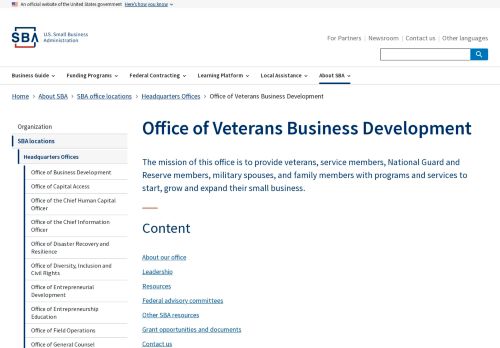 An official website of the United States government Here's how you know
SBA U.S. Small Business
Administration
For Partners Newsroom Contact us Other languages
Business Guide Funding Programs Federal Contracting Learning Platform Local Assistance About SBA
Home > About SBA > SBA office locations > Headquarters Offices > Office of Veterans Business Development
Organization
SBA locations
Headquarters Offices
Office of Business Development
Office of Capital Access
Office of the Chief Human Capital
Officer
Office of the Chief Information
Officer
Office of Disaster Recovery and
Resilience
Office of Diversity, Inclusion and
Civil Rights
Office of Entrepreneurial
Development
Office of Entrepreneurship
Education
Office of Field Operations
Office of General Counsel
Office of Veterans Business Development
The mission of this office is to provide veterans, service members, National Guard and
Reserve members, military spouses, and family members with programs and services to
start, grow and expand their small business.
Content
About our office
Leadership
Resources
Federal advisory committees
Other SBA resources
Grant opportunities and documents
Contact us